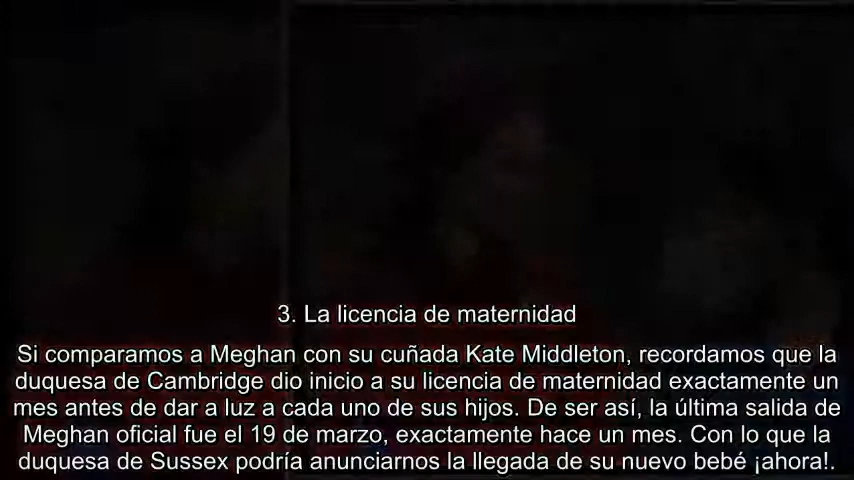 3. La licencia de maternidad
Si comparamos a Meghan con su cuñada Kate Middleton, recordamos que la
duquesa de Cambridge dio inicio a su licencia de maternidad exactamente un
mes antes de dar a luz a cada uno de sus hijos. De ser así, la última salida de
Meghan oficial fue el 19 de marzo, exactamente hace un mes. Con lo que la
duquesa de Sussex podría anunciarnos la llegada de su nuevo bebé ¡ahora!.